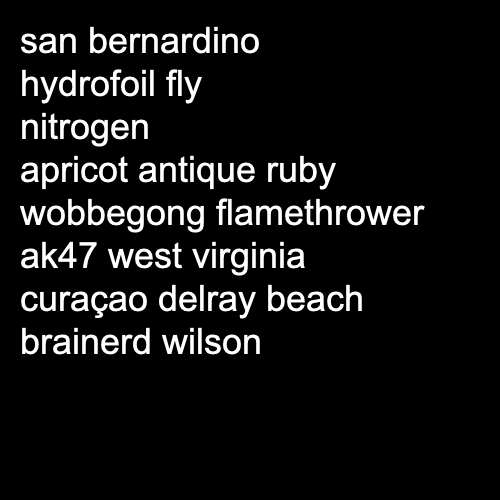 san bernardino
hydrofoil fly
nitrogen
apricot antique ruby
wobbegong flamethrower
ak47 west virginia
curaçao delray beach
brainerd wilson